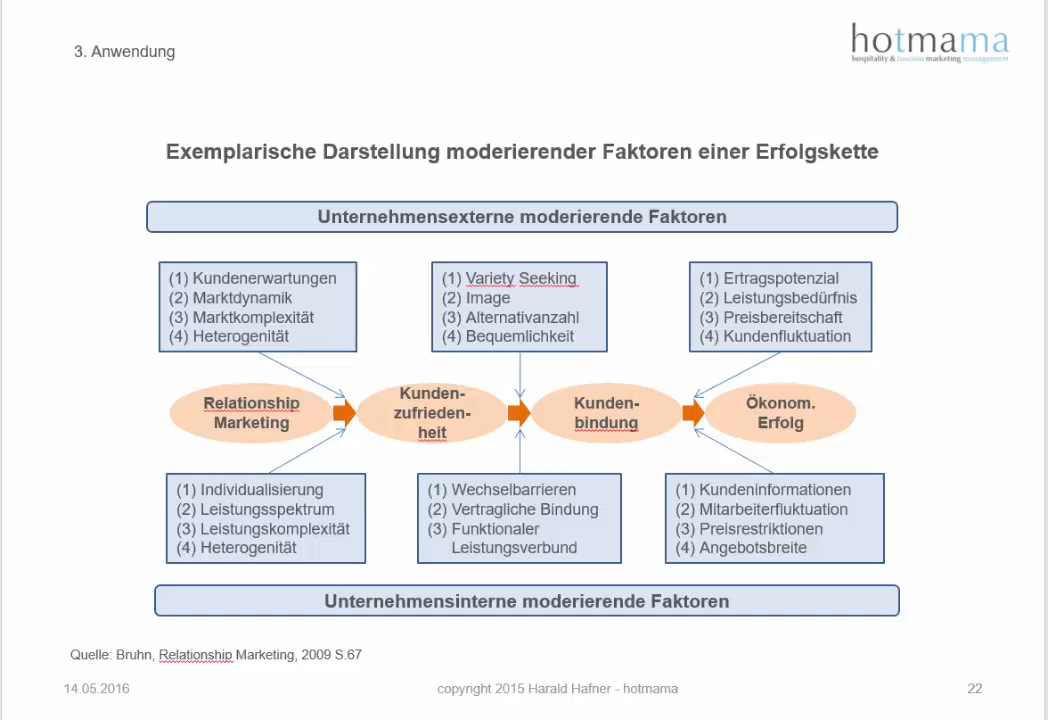 3. Anwendung
hotmama
hospitality & tourism marketing management
Exemplarische Darstellung moderierender Faktoren einer Erfolgskette
Unternehmensexterne moderierende Faktoren
(1) Kundenerwartungen
(2) Marktdynamik
(3) Marktkomplexität
(4) Heterogenität
(1) Variety Seeking
(2) Image
(3) Alternativanzahl
(4) Bequemlichkeit
(1) Ertragspotenzial
(2) Leistungsbedürfnis
(3) Preisbereitschaft
(4) Kundenfluktuation
Relationship
Marketing
Kunden-
zufrieden-
heit
Kunden-
bindung
Ökonom.
Erfolg
(1) Individualisierung
(2) Leistungsspektrum
(3) Leistungskomplexität
(4) Heterogenität
(1) Wechselbarrieren
(2) Vertragliche Bindung
(3) Funktionaler
Leistungsverbund
(1) Kundeninformationen
(2) Mitarbeiterfluktuation
(3) Preisrestriktionen
(4) Angebotsbreite
Unternehmensinterne moderierende Faktoren
Quelle: Bruhn, Relationship Marketing, 2009 S.67
14.05.2016
copyright 2015 Harald Hafner - hotmama
22